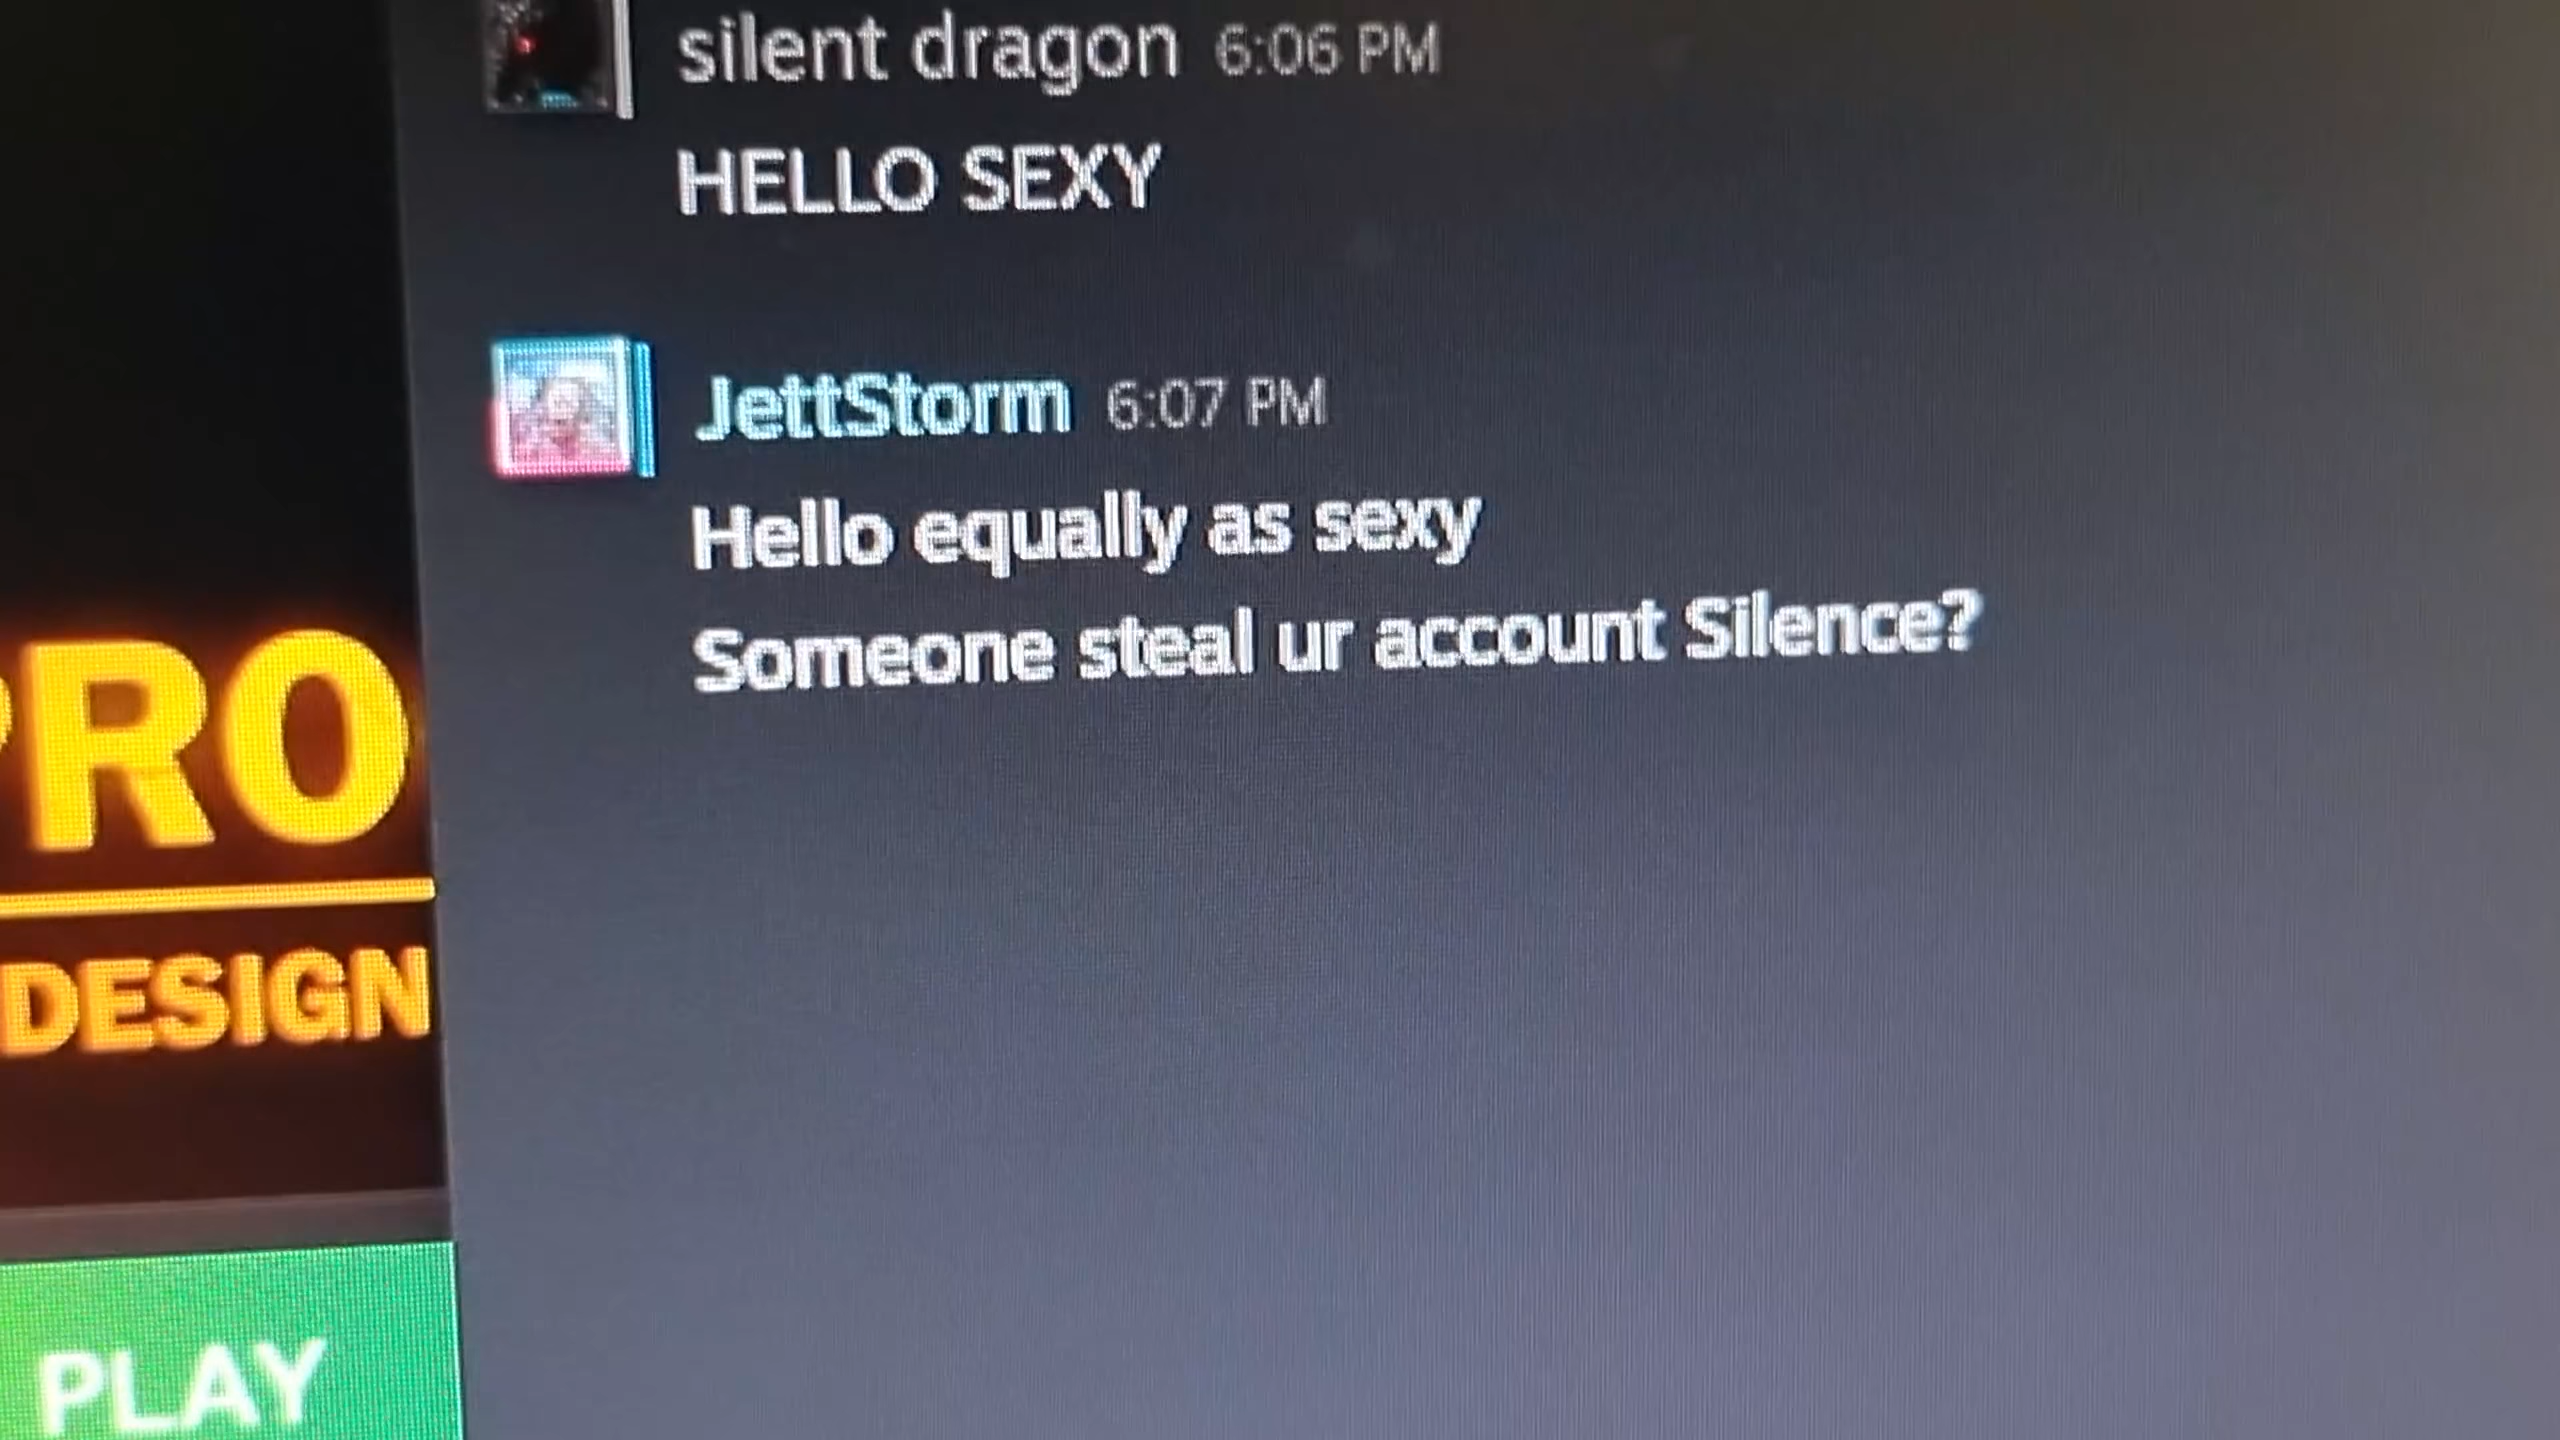 silent dragon 6:06 PM
HELLO SEXY
JettStorm 6:07 PM
Hello equally as sexy
Someone steal ur account Silence?
PRO
DESIGN
PLAY